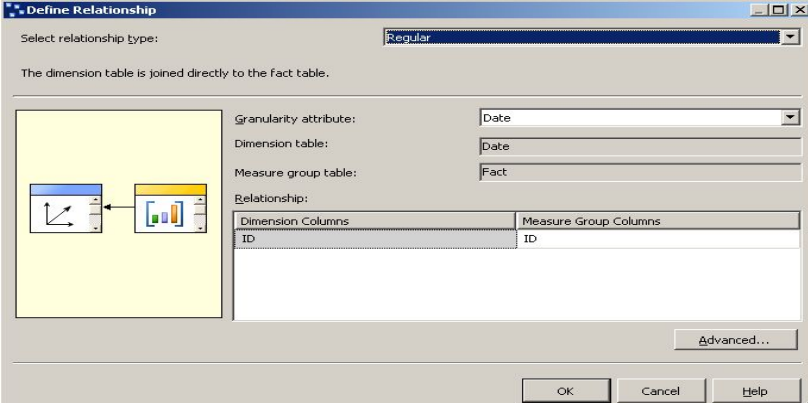 Define Relationship
Select relationship type:
Regular
The dimension table is joined directly to the fact table.
Granularity attribute:
Date
Dimension table:
Date
Measure group table:
Fact
Relationship:
Dimension Columns
Measure Group Columns
ID
ID
Advanced...
OK
Cancel
Help